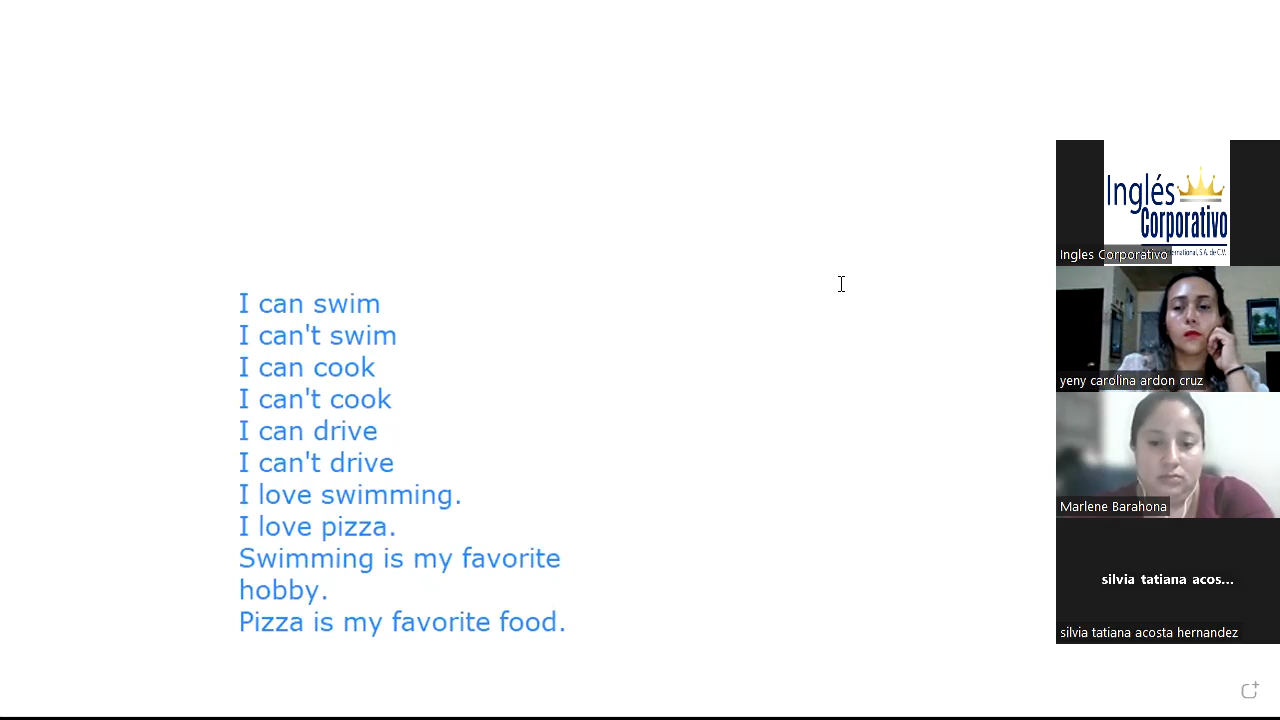 I can swim
I can't swim
I can cook
I can't cook
I can drive
I can't drive
I love swimming.
I love pizza.
Swimming is my favorite
hobby.
Pizza is my favorite food.
Inglés
Corporativo
International, S.A. de C.V.
Ingles Corporativo
yeny carolina ardon cruz
Marlene Barahona
silvia tatiana acos...
silvia tatiana acosta hernandez